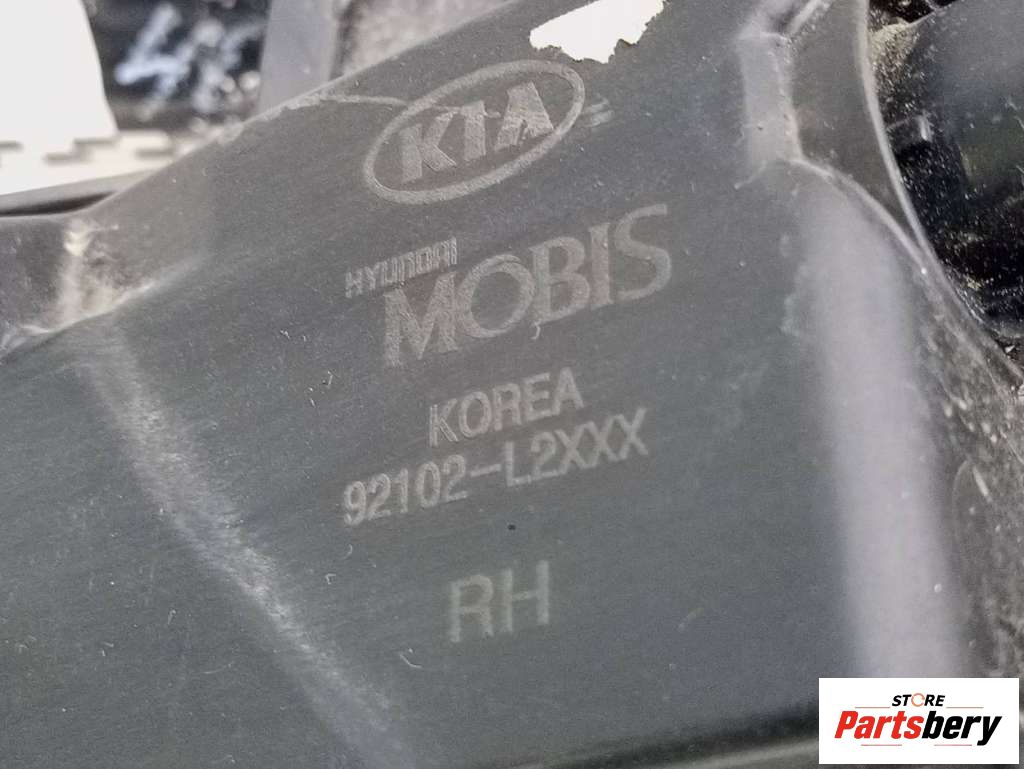 KIA
HYUNDAI
MOBIS
KOREA
92102-L2XXX
RH
STORE
Partsbery